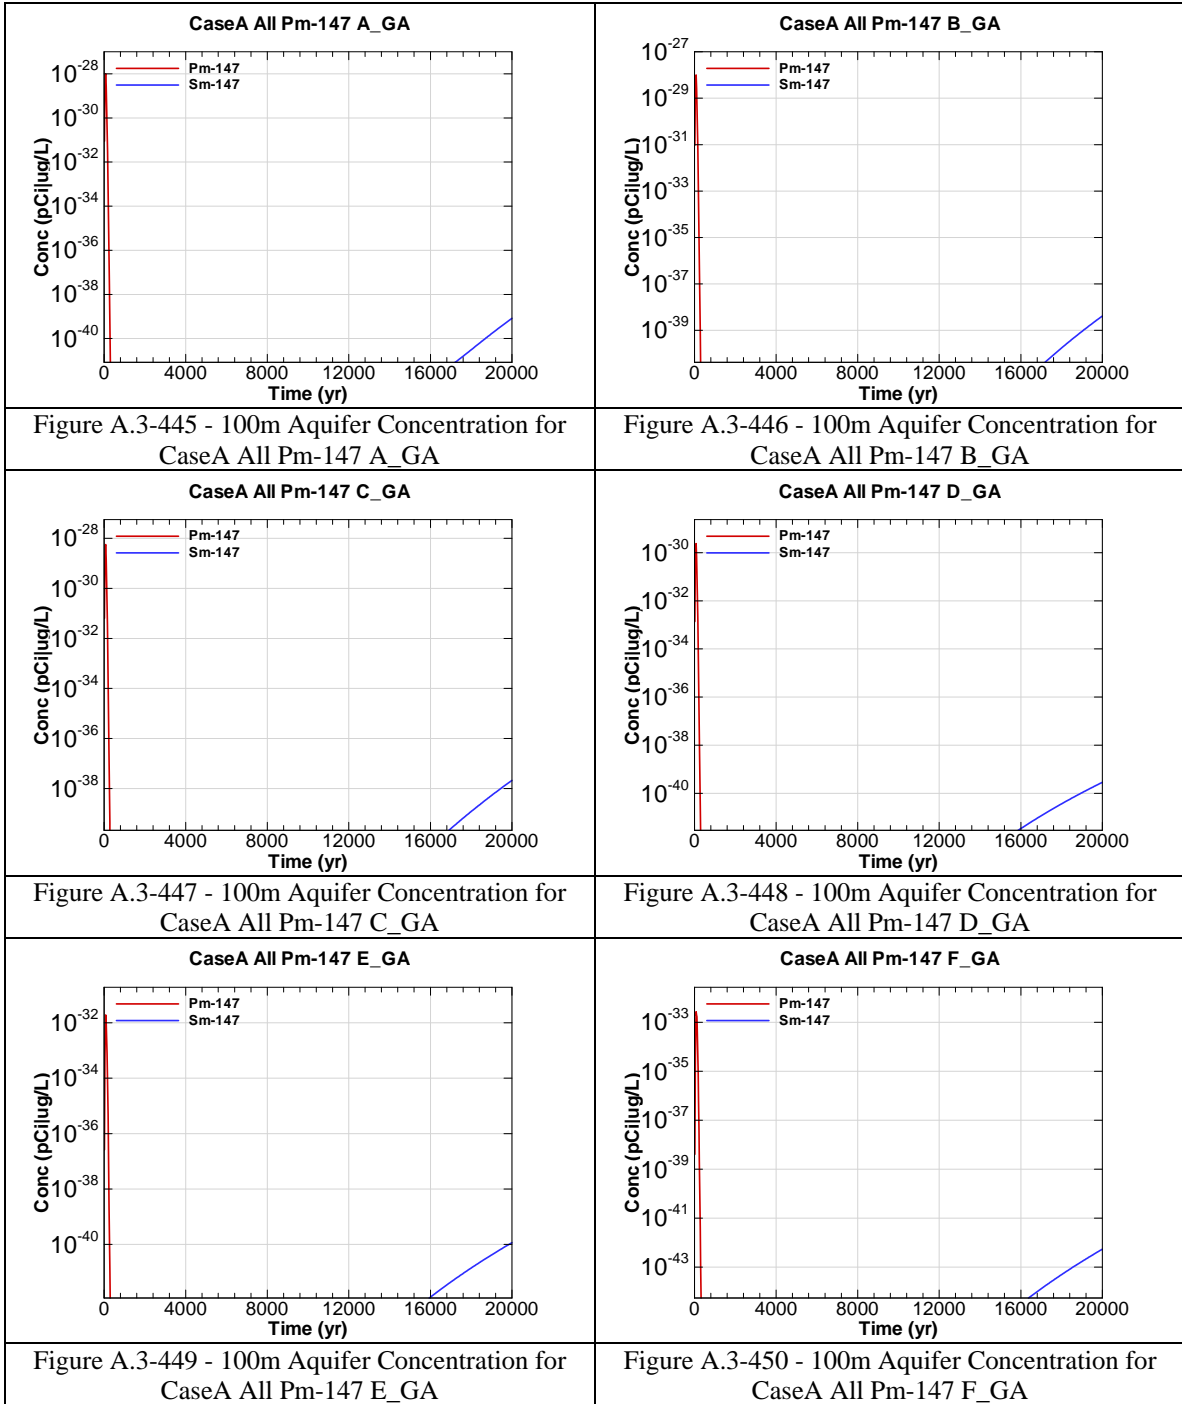 CaseA All Pm-147 A_GA
Pm-147
Sm-147
Conc (pCi|ug/L)
10-28
10-30
10-32
10-34
10-36
10-38
10-40
0 4000 8000 12000 16000 20000
Time (yr)
Figure A.3-445 - 100m Aquifer Concentration for
CaseA All Pm-147 A_GA
CaseA All Pm-147 B_GA
Pm-147
Sm-147
Conc (pCi|ug/L)
10-27
10-29
10-31
10-33
10-35
10-37
10-39
0 4000 8000 12000 16000 20000
Time (yr)
Figure A.3-446 - 100m Aquifer Concentration for
CaseA All Pm-147 B_GA
CaseA All Pm-147 C_GA
Pm-147
Sm-147
Conc (pCi|ug/L)
10-28
10-30
10-32
10-34
10-36
10-38
0 4000 8000 12000 16000 20000
Time (yr)
Figure A.3-447 - 100m Aquifer Concentration for
CaseA All Pm-147 C_GA
CaseA All Pm-147 D_GA
Pm-147
Sm-147
Conc (pCi|ug/L)
10-30
10-32
10-34
10-36
10-38
10-40
0 4000 8000 12000 16000 20000
Time (yr)
Figure A.3-448 - 100m Aquifer Concentration for
CaseA All Pm-147 D_GA
CaseA All Pm-147 E_GA
Pm-147
Sm-147
Conc (pCi|ug/L)
10-32
10-34
10-36
10-38
10-40
0 4000 8000 12000 16000 20000
Time (yr)
Figure A.3-449 - 100m Aquifer Concentration for
CaseA All Pm-147 E_GA
CaseA All Pm-147 F_GA
Pm-147
Sm-147
Conc (pCi|ug/L)
10-33
10-35
10-37
10-39
10-41
10-43
0 4000 8000 12000 16000 20000
Time (yr)
Figure A.3-450 - 100m Aquifer Concentration for
CaseA All Pm-147 F_GA